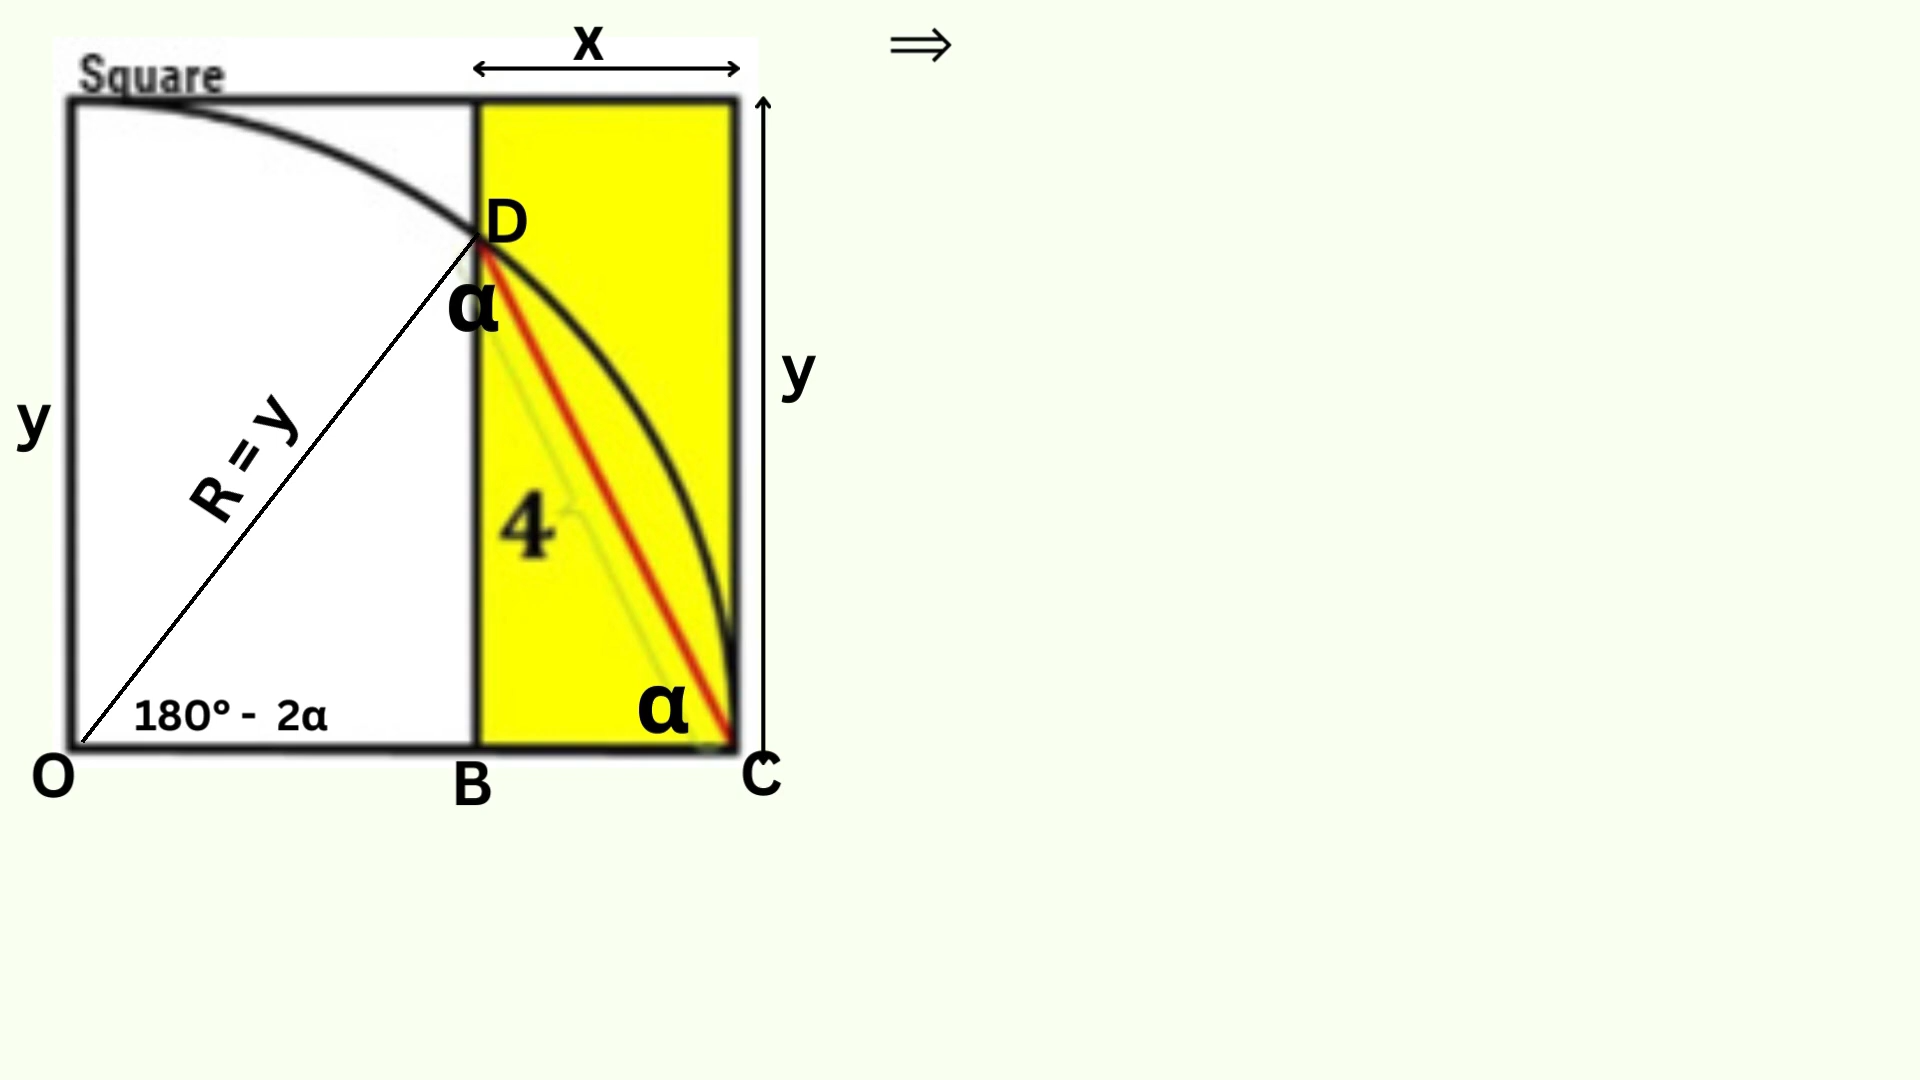 x
⇒
Square
D
α
y
y
R = y
4
α
180° - 2α
O
B
C